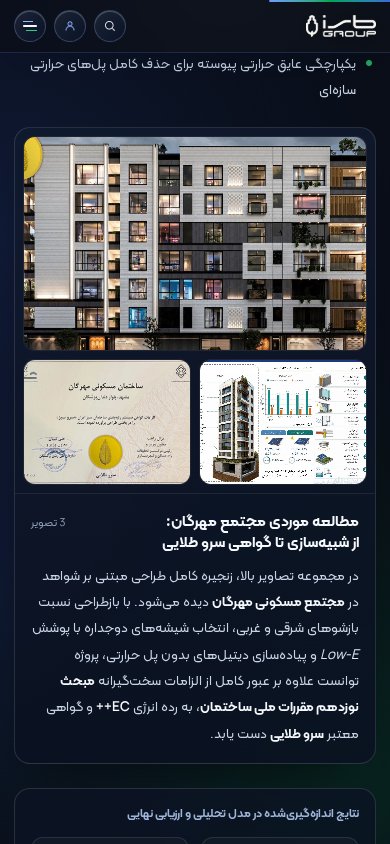 isrb
GROUP
یکپارچگی عایق حرارتی پیوسته برای حذف کامل پل‌های حرارتی
سازه‌ای
ساختمان مسکونی مهرگان
مطالعه موردی مجتمع مهرگان:
از شبیه‌سازی تا گواهی سرو طلایی
3 تصویر
در مجموعه تصاویر بالا، زنجیره کامل طراحی مبتنی بر شواهد
در مجتمع مسکونی مهرگان دیده می‌شود. با بازطراحی نسبت
بازشوهای شرقی و غربی، انتخاب شیشه‌های دوجداره با پوشش
Low-E و پیاده‌سازی دیتیل‌های بدون پل حرارتی، پروژه
توانست علاوه بر عبور کامل از الزامات سخت‌گیرانه مبحث
نوزدهم مقررات ملی ساختمان، به رده انرژی EC++ و گواهی
معتبر سرو طلایی دست یابد.
نتایج اندازه‌گیری‌شده در مدل تحلیلی و ارزیابی نهایی